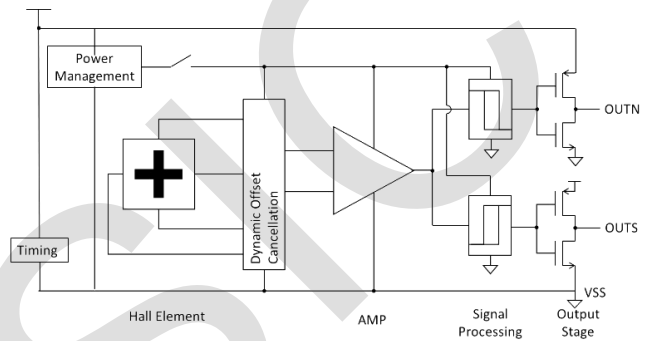 Power
Management
OUTN
Dynamic Offset
Cancellation
OUTS
Timing
VSS
Hall Element
AMP
Signal
Processing
Output
Stage